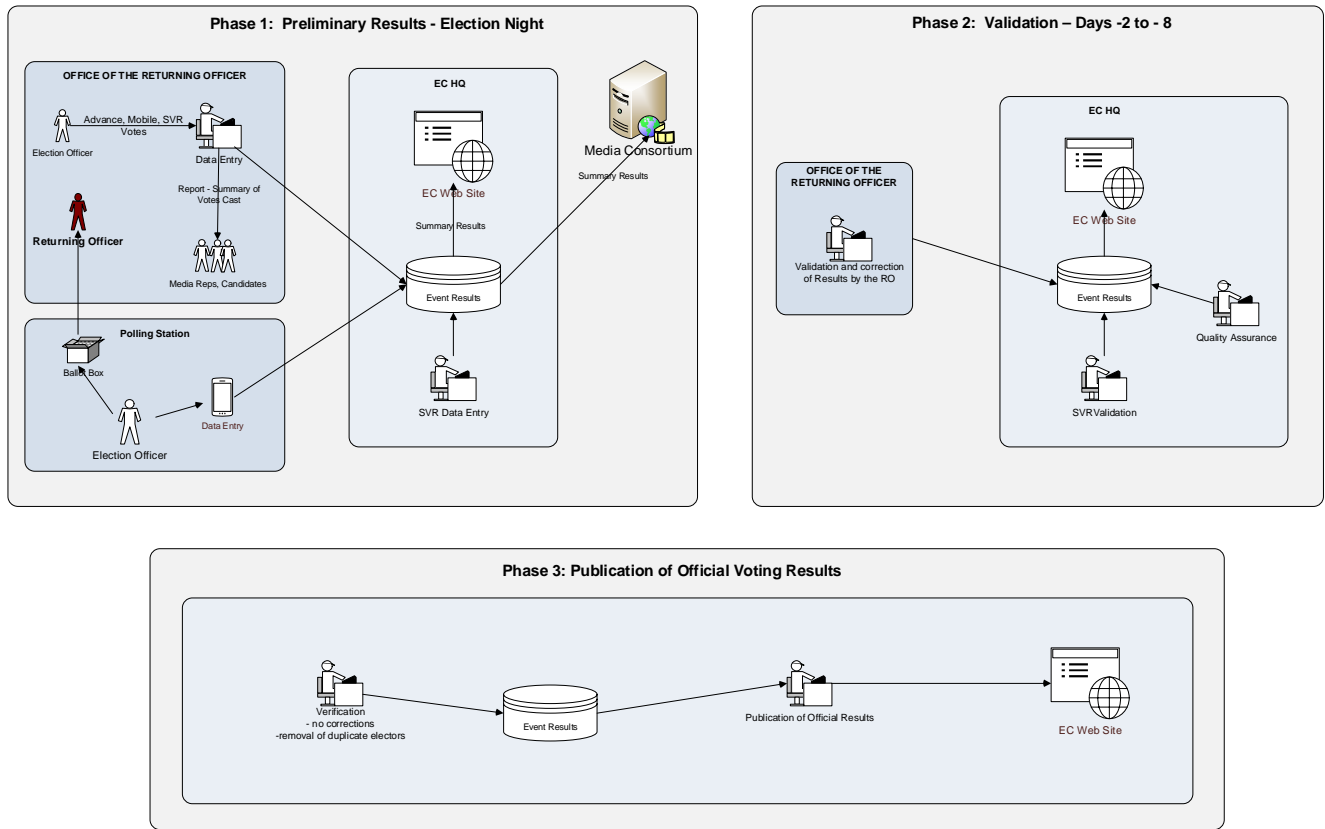 Phase 1:  Preliminary Results - Election Night
OFFICE OF THE RETURNING OFFICER
Advance, Mobile, SVR
Votes
Election Officer
Data Entry
Report - Summary of
Votes Cast
Returning Officer
Media Reps, Candidates
Polling Station
Ballot Box
Data Entry
Election Officer
EC HQ
EC Web Site
Summary Results
Event Results
SVR Data Entry
Media Consortium
Summary Results
Phase 2:  Validation – Days -2 to - 8
OFFICE OF THE
RETURNING OFFICER
Validation and correction
of Results by the RO
EC HQ
EC Web Site
Event Results
Quality Assurance
SVR Validation
Phase 3: Publication of Official Voting Results
Verification
- no corrections
-removal of duplicate electors
Event Results
Publication of Official Results
EC Web Site